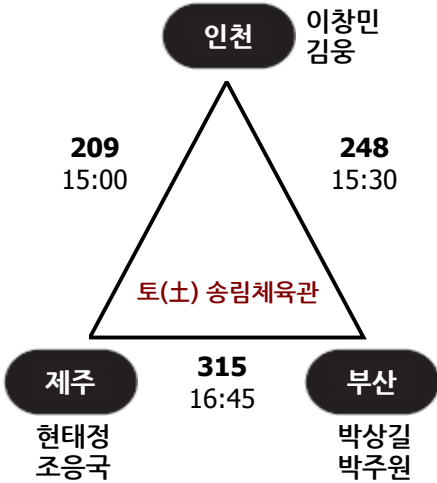 인천
이창민
김웅
209
15:00
248
15:30
토(土) 송림체육관
제주
315
16:45
부산
현태정
조응국
박상길
박주원